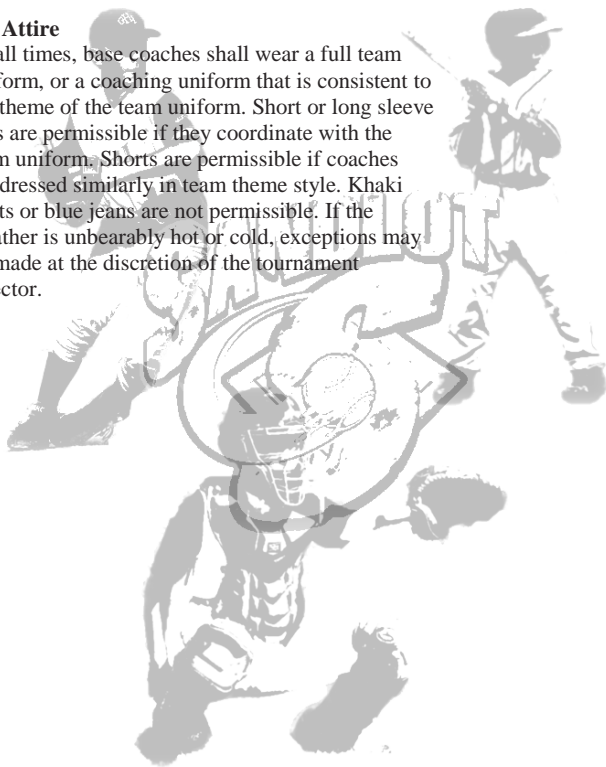 Attire
all times, base coaches shall wear a full team
form, or a coaching uniform that is consistent to
theme of the team uniform. Short or long sleeve
s are permissible if they coordinate with the
m uniform. Shorts are permissible if coaches
dressed similarly in team theme style. Khaki
ts or blue jeans are not permissible. If the
ther is unbearably hot or cold, exceptions may
made at the discretion of the tournament
ector.